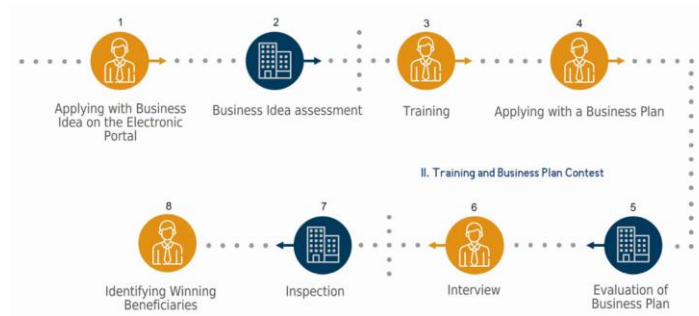 1
2
3
4
Applying with Business
Idea on the Electronic
Portal
Business Idea assessment
Training
Applying with a Business Plan
II. Training and Business Plan Contest
8
7
6
5
Identifying Winning
Beneficiaries
Inspection
Interview
Evaluation of
Business Plan